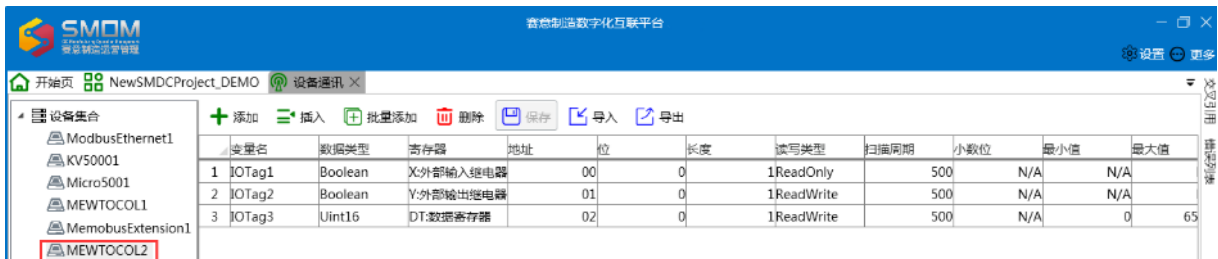 SMOM
赛意制造运营管理
赛意制造数字化互联平台
设置 更多
开始页 NewSMDCProject_DEMO 设备通讯
交叉引用
设备集合
ModbusEthernet1
KV50001
Micro5001
MEWTOCOL1
MemobusExtension1
MEWTOCOL2
添加 插入 批量添加 删除 保存 导入 导出
变量名 数据类型 寄存器 地址 位 长度 读写类型 扫描周期 小数位 最小值 最大值
1 IOTag1 Boolean X:外部输入继电器 00 0 1 ReadOnly 500 N/A N/A
2 IOTag2 Boolean Y:外部输出继电器 01 0 1 ReadWrite 500 N/A N/A
3 IOTag3 Uint16 DT:数据寄存器 02 0 1 ReadWrite 500 N/A 0 65